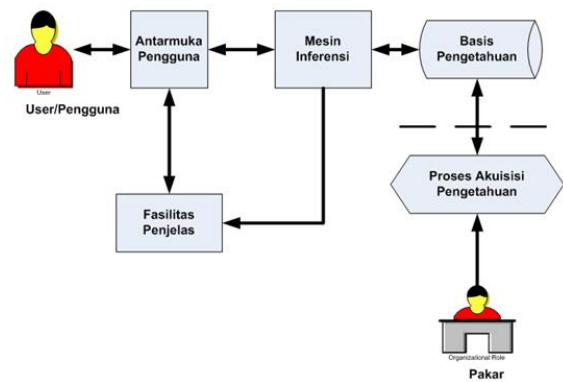 Antarmuka
Pengguna
Mesin
Inferensi
Basis
Pengetahuan
User
User/Pengguna
Fasilitas
Penjelas
Proses Akuisisi
Pengetahuan
Organizational Role
Pakar